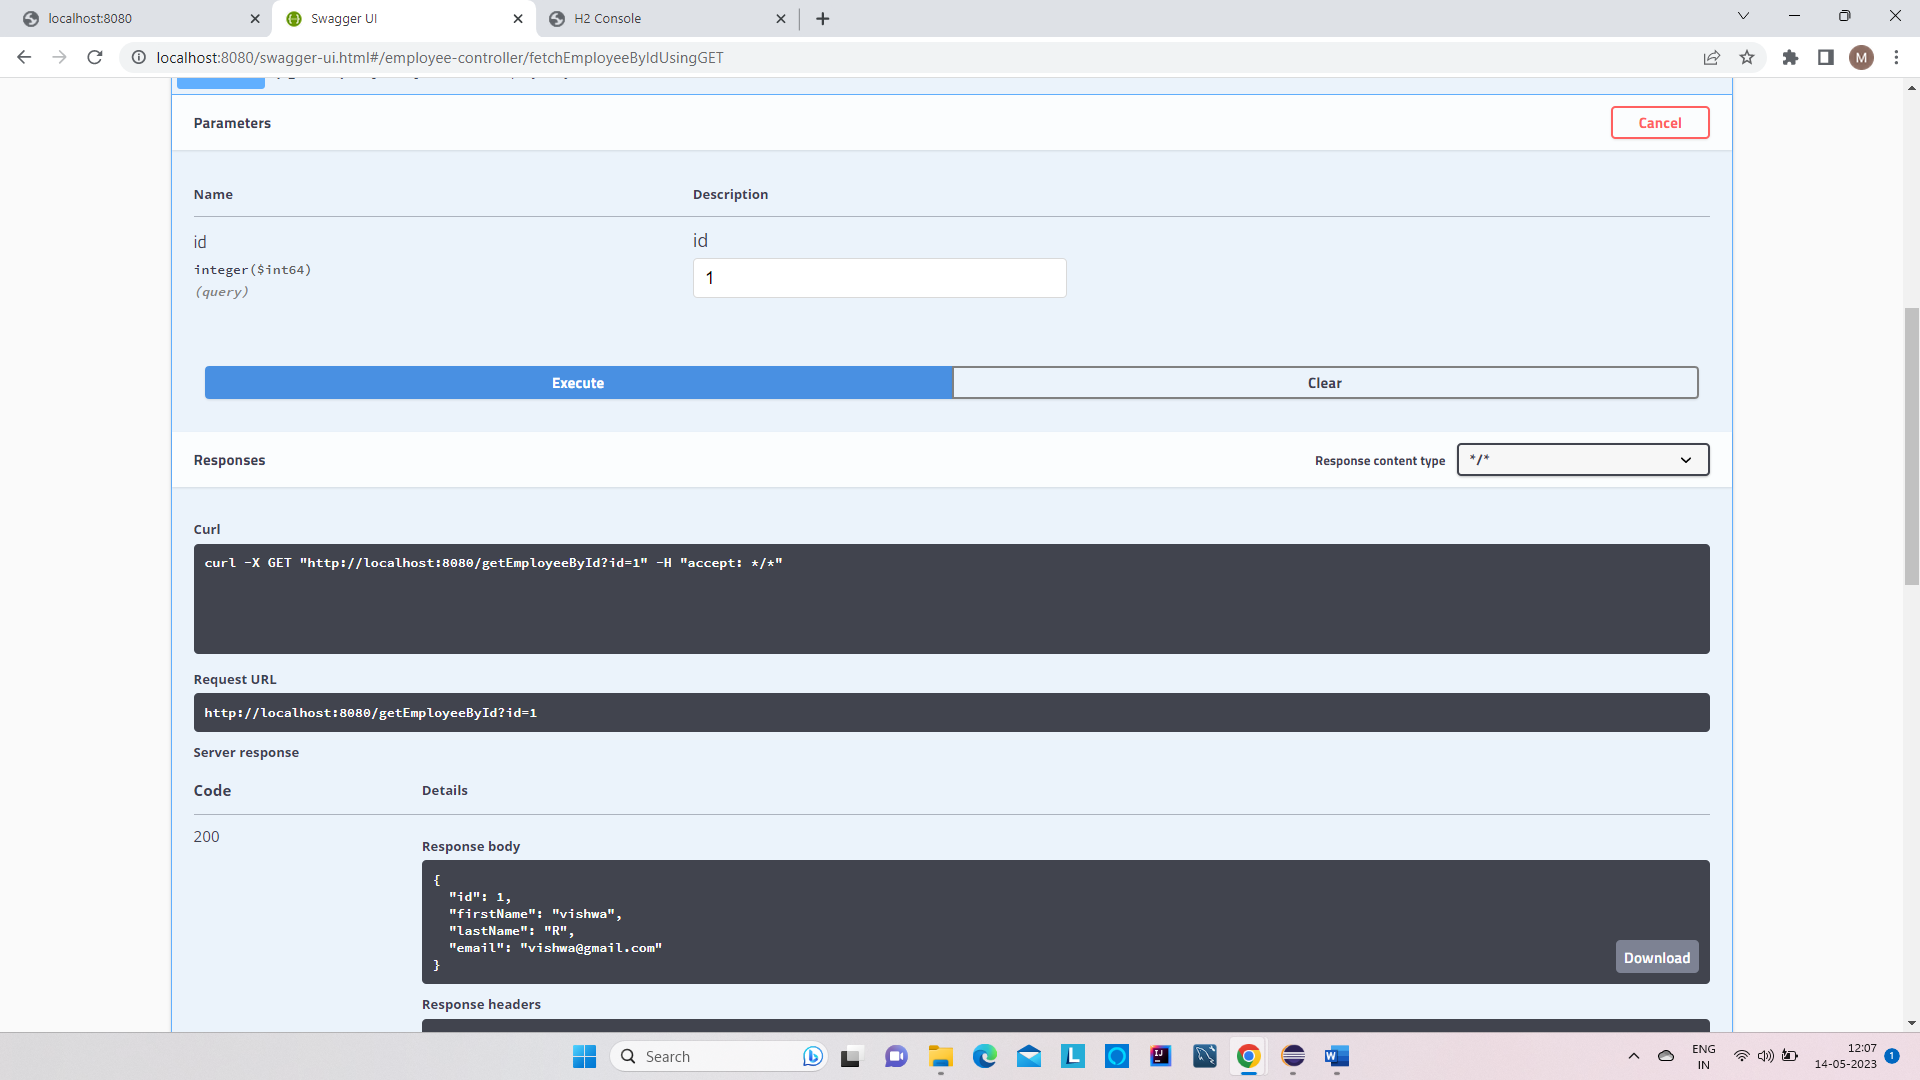 localhost:8080
Swagger UI
H2 Console
localhost:8080/swagger-ui.html#/employee-controller/fetchEmployeeByIdUsingGET
M
Parameters
Cancel
Name Description
id
integer($int64)
(query)
id
1
Execute
Clear
Responses
Response content type */*
Curl
curl -X GET "http://localhost:8080/getEmployeeById?id=1" -H "accept: */*"
Request URL
http://localhost:8080/getEmployeeById?id=1
Server response
Code Details
200
Response body
{
"id": 1,
"firstName": "vishwa",
"lastName": "R",
"email": "vishwa@gmail.com"
}
Download
Response headers
Search
L
IJ
W
ENG
IN
12:07
14-05-2023
1